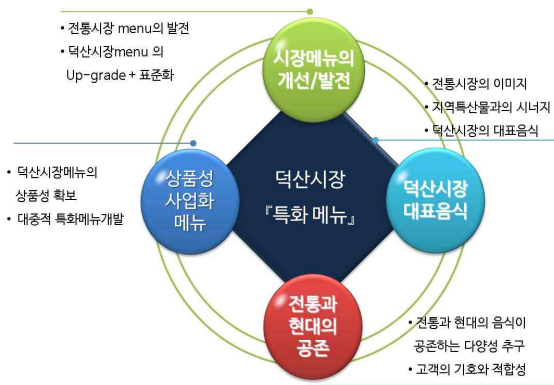 • 전통시장 menu의 발전
• 덕산시장menu 의
Up-grade + 표준화
시장메뉴의
개선/발전
• 전통시장의 이미지
• 지역특산물과의 시너지
• 덕산시장의 대표음식
• 덕산시장메뉴의
상품성 확보
• 대중적 특화메뉴개발
상품성
사업화
메뉴
덕산시장
『특화 메뉴』
덕산시장
대표음식
전통과
현대의
공존
• 전통과 현대의 음식이
공존하는 다양성 추구
• 고객의 기호와 적합성